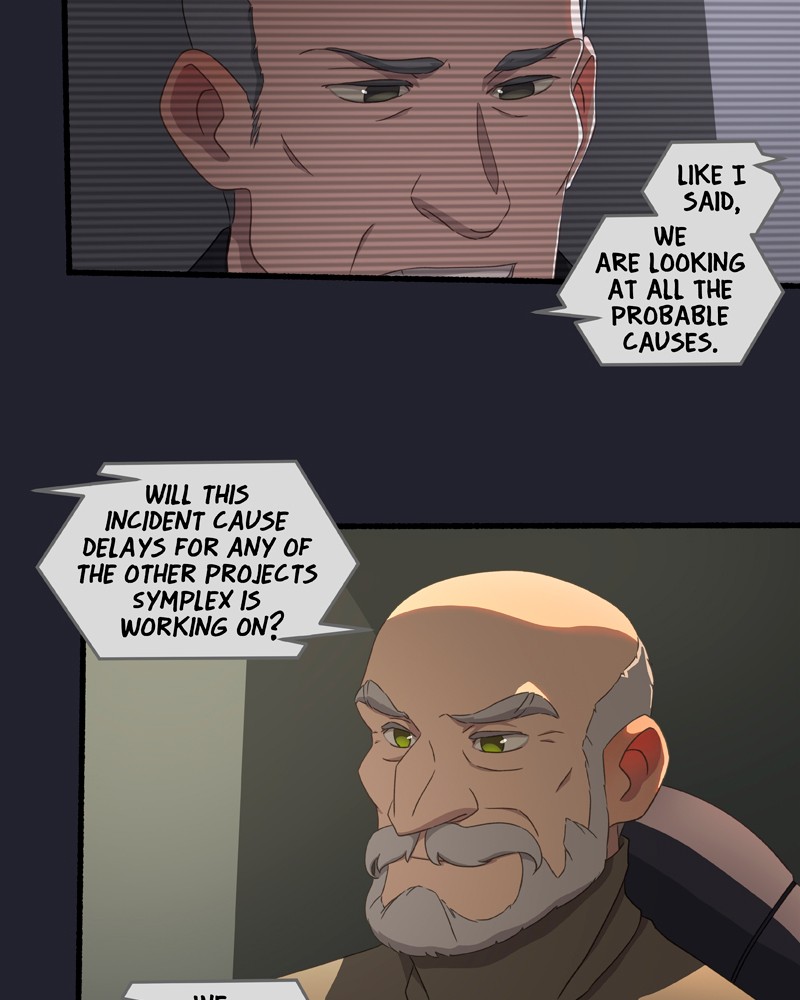 LIKE I
SAID,
WE
ARE LOOKING
AT ALL THE
PROBABLE
CAUSES.
WILL THIS
INCIDENT CAUSE
DELAYS FOR ANY OF
THE OTHER PROJECTS
SYMPLEX IS
WORKING ON?
WE